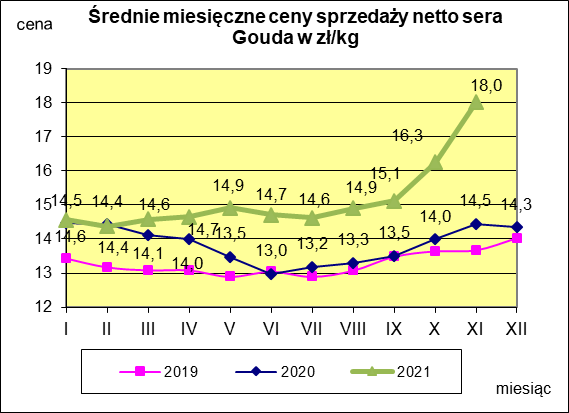 Średnie miesięczne ceny sprzedaży netto sera
Gouda w zł/kg
cena
19
18
17
16
15
14
13
12
18,0
16,3
15,1
14,5 14,4 14,6 14,7 14,9 14,7 14,6 14,9
14,6 14,4 14,1 14,0 13,5 13,0 13,2 13,3 13,5 14,0 14,5 14,3
I II III IV V VI VII VIII IX X XI XII
2019 2020 2021
miesiąc